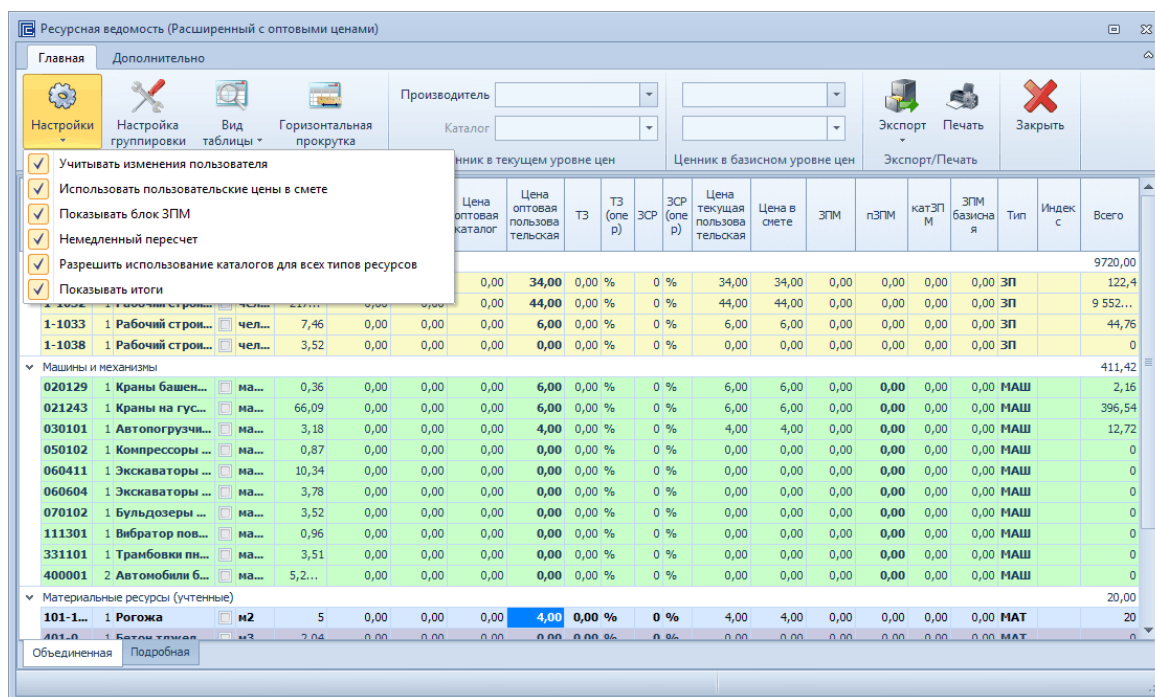 Ресурсная ведомость (Расширенный с оптовыми ценами)
Главная Дополнительно
Настройки
Настройка группировки
Вид таблицы
Горизонтальная прокрутка
Производитель
Каталог
Экспорт Печать
Закрыть
нник в текущем уровне цен
Ценник в базисном уровне цен
Экспорт/Печать
Учитывать изменения пользователя
Использовать пользовательские цены в смете
Показывать блок ЗПМ
Немедленный пересчет
Разрешить использование каталогов для всех типов ресурсов
Показывать итоги
Цена оптовая каталог
Цена оптовая пользова тельская
ТЗ
ТЗ (опе р)
ЗСР
ЗСР (опе р)
Цена текущая пользова тельская
Цена в смете
ЗПМ
пЗПМ
катЗП М
ЗПМ базисна я
Тип
Индек с
Всего
9720,00
0,00 34,00 0,00 % 0 % 34,00 34,00 0,00 0,00 0,00 0,00 ЗП 122,4
44,00 0,00 % 0 % 44,00 44,00 0,00 0,00 0,00 0,00 ЗП 9 552...
1-1033 1 Рабочий строи... чел... 7,46 0,00 0,00 0,00 6,00 0,00 % 0 % 6,00 6,00 0,00 0,00 0,00 0,00 ЗП 44,76
1-1038 1 Рабочий строи... чел... 3,52 0,00 0,00 0,00 0,00 0,00 % 0 % 0,00 0,00 0,00 0,00 0,00 0,00 ЗП 0
Машины и механизмы 411,42
020129 1 Краны башен... ма... 0,36 0,00 0,00 0,00 6,00 0,00 % 0 % 6,00 6,00 0,00 0,00 0,00 0,00 МАШ 2,16
021243 1 Краны на гус... ма... 66,09 0,00 0,00 0,00 6,00 0,00 % 0 % 6,00 6,00 0,00 0,00 0,00 0,00 МАШ 396,54
030101 1 Автопогрузчи... ма... 3,18 0,00 0,00 0,00 4,00 0,00 % 0 % 4,00 4,00 0,00 0,00 0,00 0,00 МАШ 12,72
050102 1 Компрессоры ... ма... 0,87 0,00 0,00 0,00 0,00 0,00 % 0 % 0,00 0,00 0,00 0,00 0,00 0,00 МАШ 0
060411 1 Экскаваторы ... ма... 10,34 0,00 0,00 0,00 0,00 0,00 % 0 % 0,00 0,00 0,00 0,00 0,00 0,00 МАШ 0
060604 1 Экскаваторы ... ма... 3,78 0,00 0,00 0,00 0,00 0,00 % 0 % 0,00 0,00 0,00 0,00 0,00 0,00 МАШ 0
070102 1 Бульдозеры ... ма... 3,52 0,00 0,00 0,00 0,00 0,00 % 0 % 0,00 0,00 0,00 0,00 0,00 0,00 МАШ 0
111301 1 Вибратор пов... ма... 0,96 0,00 0,00 0,00 0,00 0,00 % 0 % 0,00 0,00 0,00 0,00 0,00 0,00 МАШ 0
331101 1 Трамбовки пн... ма... 3,51 0,00 0,00 0,00 0,00 0,00 % 0 % 0,00 0,00 0,00 0,00 0,00 0,00 МАШ 0
400001 2 Автомобили б... ма... 5,2... 0,00 0,00 0,00 0,00 0,00 % 0 % 0,00 0,00 0,00 0,00 0,00 0,00 МАШ 0
Материальные ресурсы (учтенные) 20,00
101-1... 1 Рогожа м2 5 0,00 0,00 0,00 4,00 0,00 % 0 % 4,00 4,00 0,00 0,00 0,00 0,00 МАТ 20
Объединенная Подробная